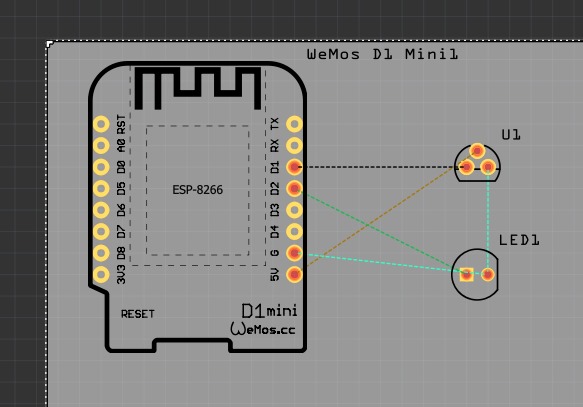 WeMos D1 Mini1
RST
A0
D0
D5
D6
D7
D8
3V3
TX
RX
D1
D2
D3
D4
G
5V
ESP-8266
RESET
D1mini
WeMos.cc
U1
LED1